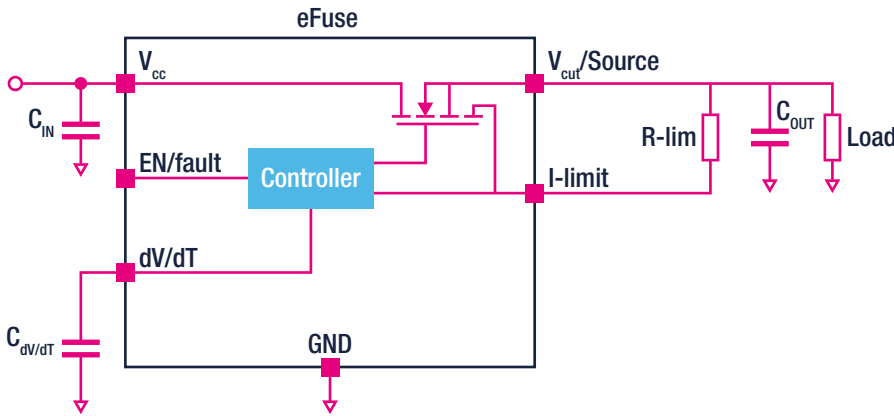 eFuse
Vcc
Vcut/Source
CIN
COUT
R-lim
Load
EN/fault
Controller
I-limit
dV/dT
CdV/dT
GND